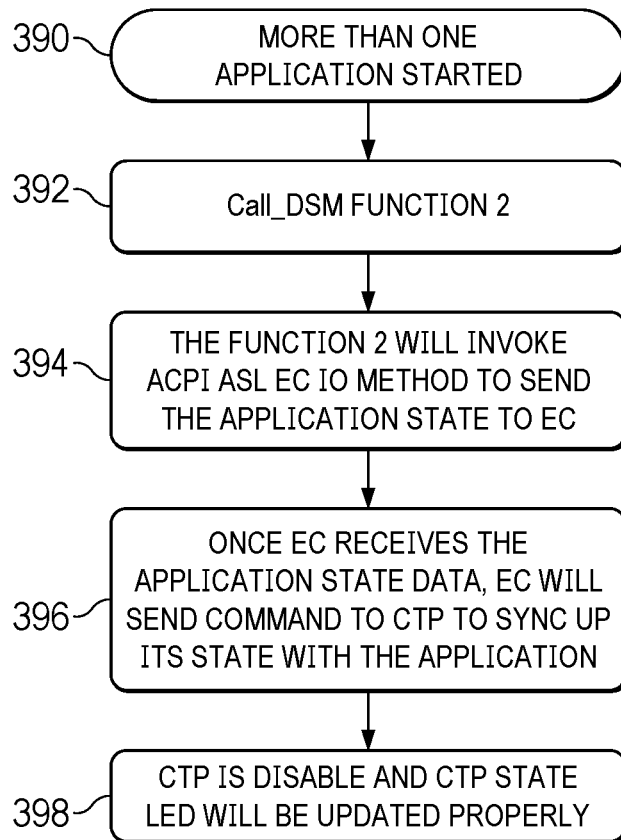 390
MORE THAN ONE
APPLICATION STARTED
392
Call_DSM FUNCTION 2
394
THE FUNCTION 2 WILL INVOKE
ACPI ASL EC IO METHOD TO SEND
THE APPLICATION STATE TO EC
396
ONCE EC RECEIVES THE
APPLICATION STATE DATA, EC WILL
SEND COMMAND TO CTP TO SYNC UP
ITS STATE WITH THE APPLICATION
398
CTP IS DISABLE AND CTP STATE
LED WILL BE UPDATED PROPERLY